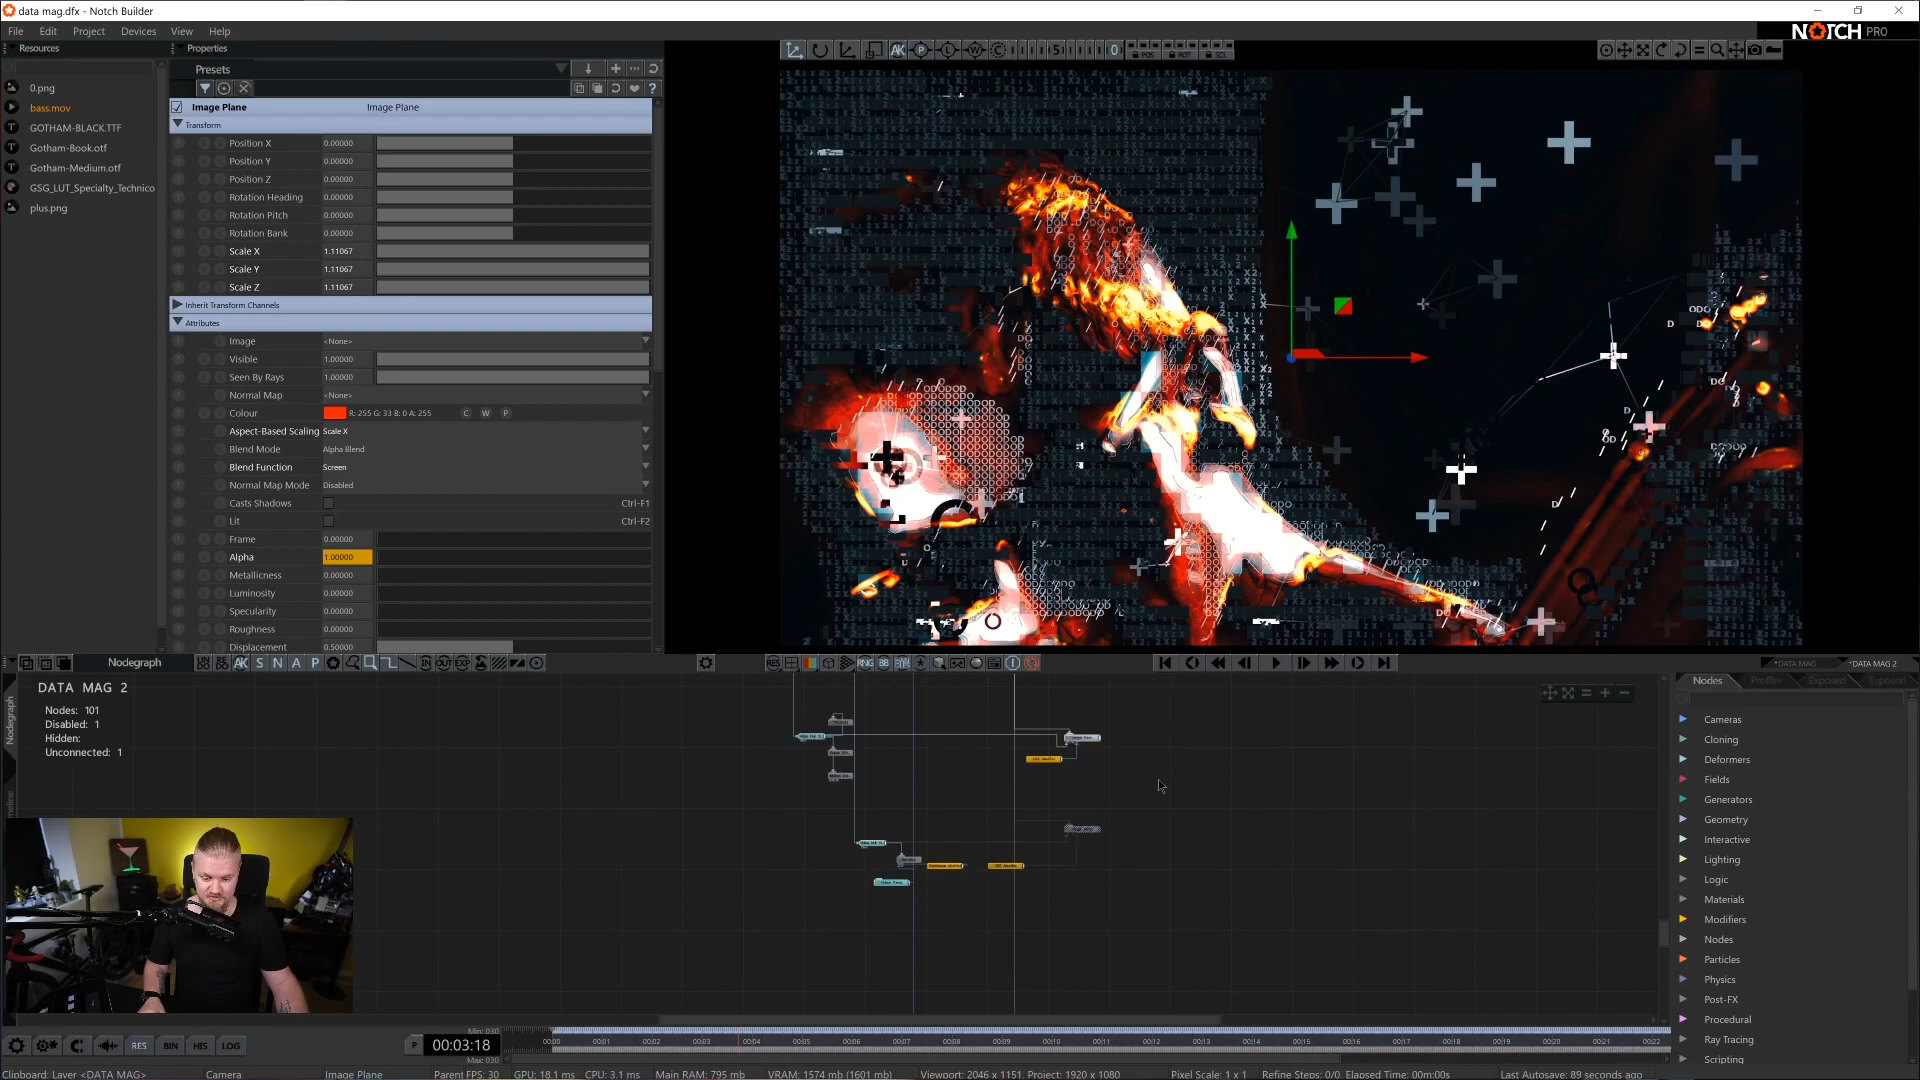 data mag.dfx - Notch Builder
File Edit Project Devices View Help
NOTCH PRO
Resources
Properties
0.png
bass.mov
GOTHAM-BLACK.TTF
Gotham-Book.otf
Gotham-Medium.otf
GSG_LUT_Specialty_Technico
plus.png
Presets
Image Plane Image Plane
Transform
Position X 0.00000
Position Y 0.00000
Position Z 0.00000
Rotation Heading 0.00000
Rotation Pitch 0.00000
Rotation Bank 0.00000
Scale X 1.11067
Scale Y 1.11067
Scale Z 1.11067
Inherit Transform Channels
Attributes
Image <None>
Visible 1.00000
Seen By Rays 1.00000
Normal Map <None>
Colour R: 255 G: 33 B: 0 A: 255 C W P
Aspect-Based Scaling Scale X
Blend Mode Alpha Blend
Blend Function Screen
Normal Map Mode Disabled
Casts Shadows Ctrl-F1
Lit Ctrl-F2
Frame 0.00000
Alpha 1.00000
Metallicness 0.00000
Luminosity 0.00000
Specularity 0.00000
Roughness 0.00000
Displacement 0.50000
AK P L W C 5 0 POS ROT SCL
Nodegraph
AK S N A P IN OUT EXP
RES RNG BB
*DATA MAG *DATA MAG 2
Nodegraph
DATA MAG 2
Nodes: 101
Disabled: 1
Hidden:
Unconnected: 1
Nodes Profiler Exposed Exposed
Cameras
Cloning
Deformers
Fields
Generators
Geometry
Interactive
Lighting
Logic
Materials
Modifiers
Nodes
Particles
Physics
Post-FX
Procedural
Ray Tracing
Scripting
RES BIN HIS LOG
P 00:03:18
Min: 030
Max: 030
00:00 00:01 00:02 00:03 00:04 00:05 00:06 00:07 00:08 00:09 00:10 00:11 00:12 00:13 00:14 00:15 00:16 00:17 00:18 00:19 00:20 00:21 00:22
Clipboard: Layer <DATA MAG> Camera Image Plane Parent FPS: 30 GPU: 18.1 ms CPU: 3.1 ms Main RAM: 795 mb VRAM: 1574 mb (1601 mb) Viewport: 2046 x 1151, Project: 1920 x 1080 Pixel Scale: 1 x 1 Refine Steps: 0/0, Elapsed Time: 00m:00s Last Autosave: 89 seconds ago